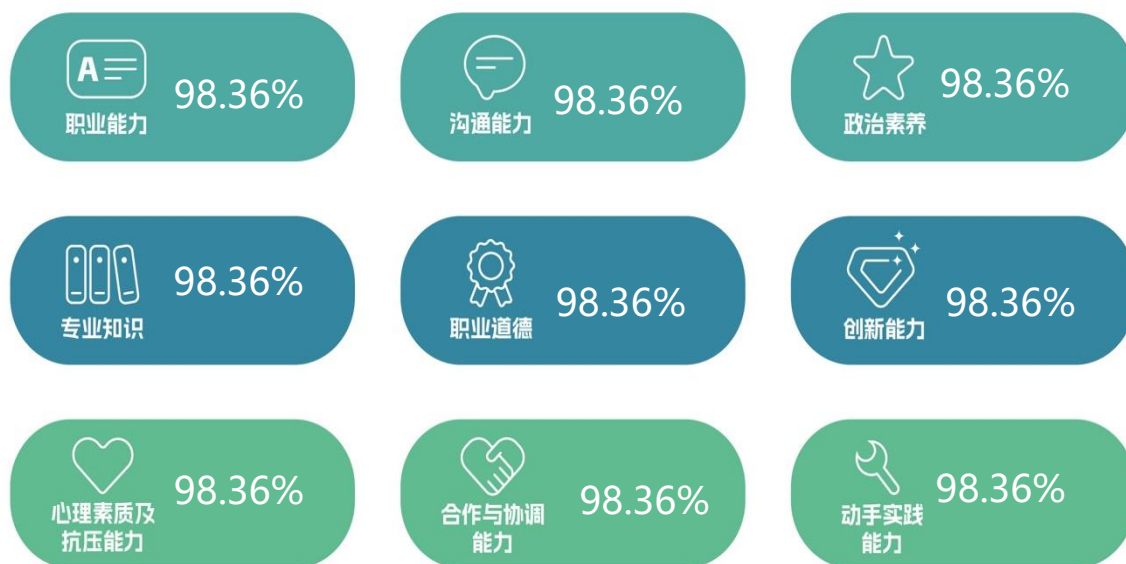 A
98.36%
职业能力
98.36%
沟通能力
98.36%
政治素养
98.36%
专业知识
98.36%
职业道德
98.36%
创新能力
98.36%
心理素质及
抗压能力
98.36%
合作与协调
能力
98.36%
动手实践
能力